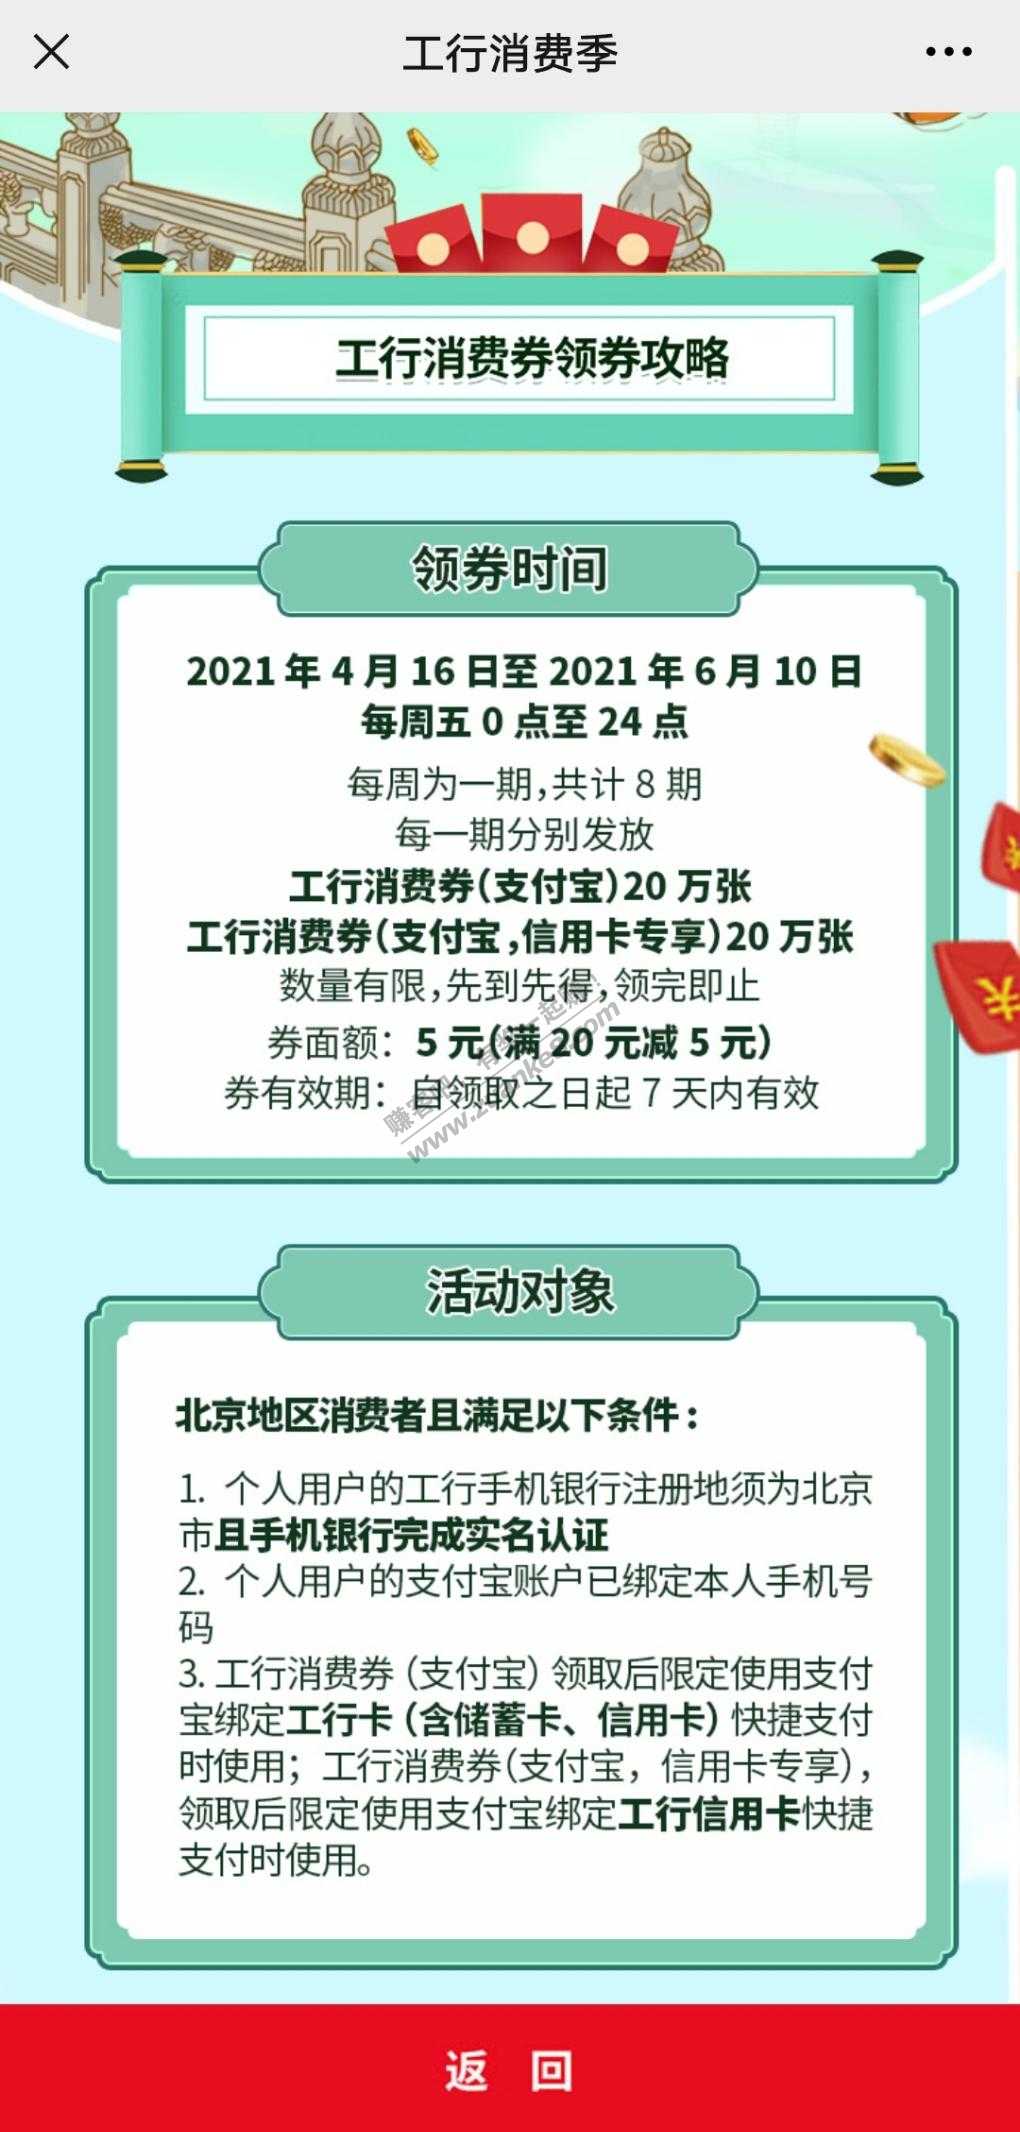 工行消费季
工行消费券领券攻略
领券时间
2021 年 4 月 16 日至 2021 年 6 月 10 日
每周五 0 点至 24 点
每周为一期,共计 8 期
每一期分别发放
工行消费券(支付宝)20 万张
工行消费券(支付宝,信用卡专享)20 万张
数量有限,先到先得,领完即止
券面额：5 元(满 20 元减 5 元)
券有效期：自领取之日起 7 天内有效
活动对象
北京地区消费者且满足以下条件：
1. 个人用户的工行手机银行注册地须为北京
市且手机银行完成实名认证
2. 个人用户的支付宝账户已绑定本人手机号
码
3. 工行消费券（支付宝）领取后限定使用支付
宝绑定工行卡（含储蓄卡、信用卡）快捷支付
时使用；工行消费券(支付宝，信用卡专享)，
领取后限定使用支付宝绑定工行信用卡快捷
支付时使用。
返 回